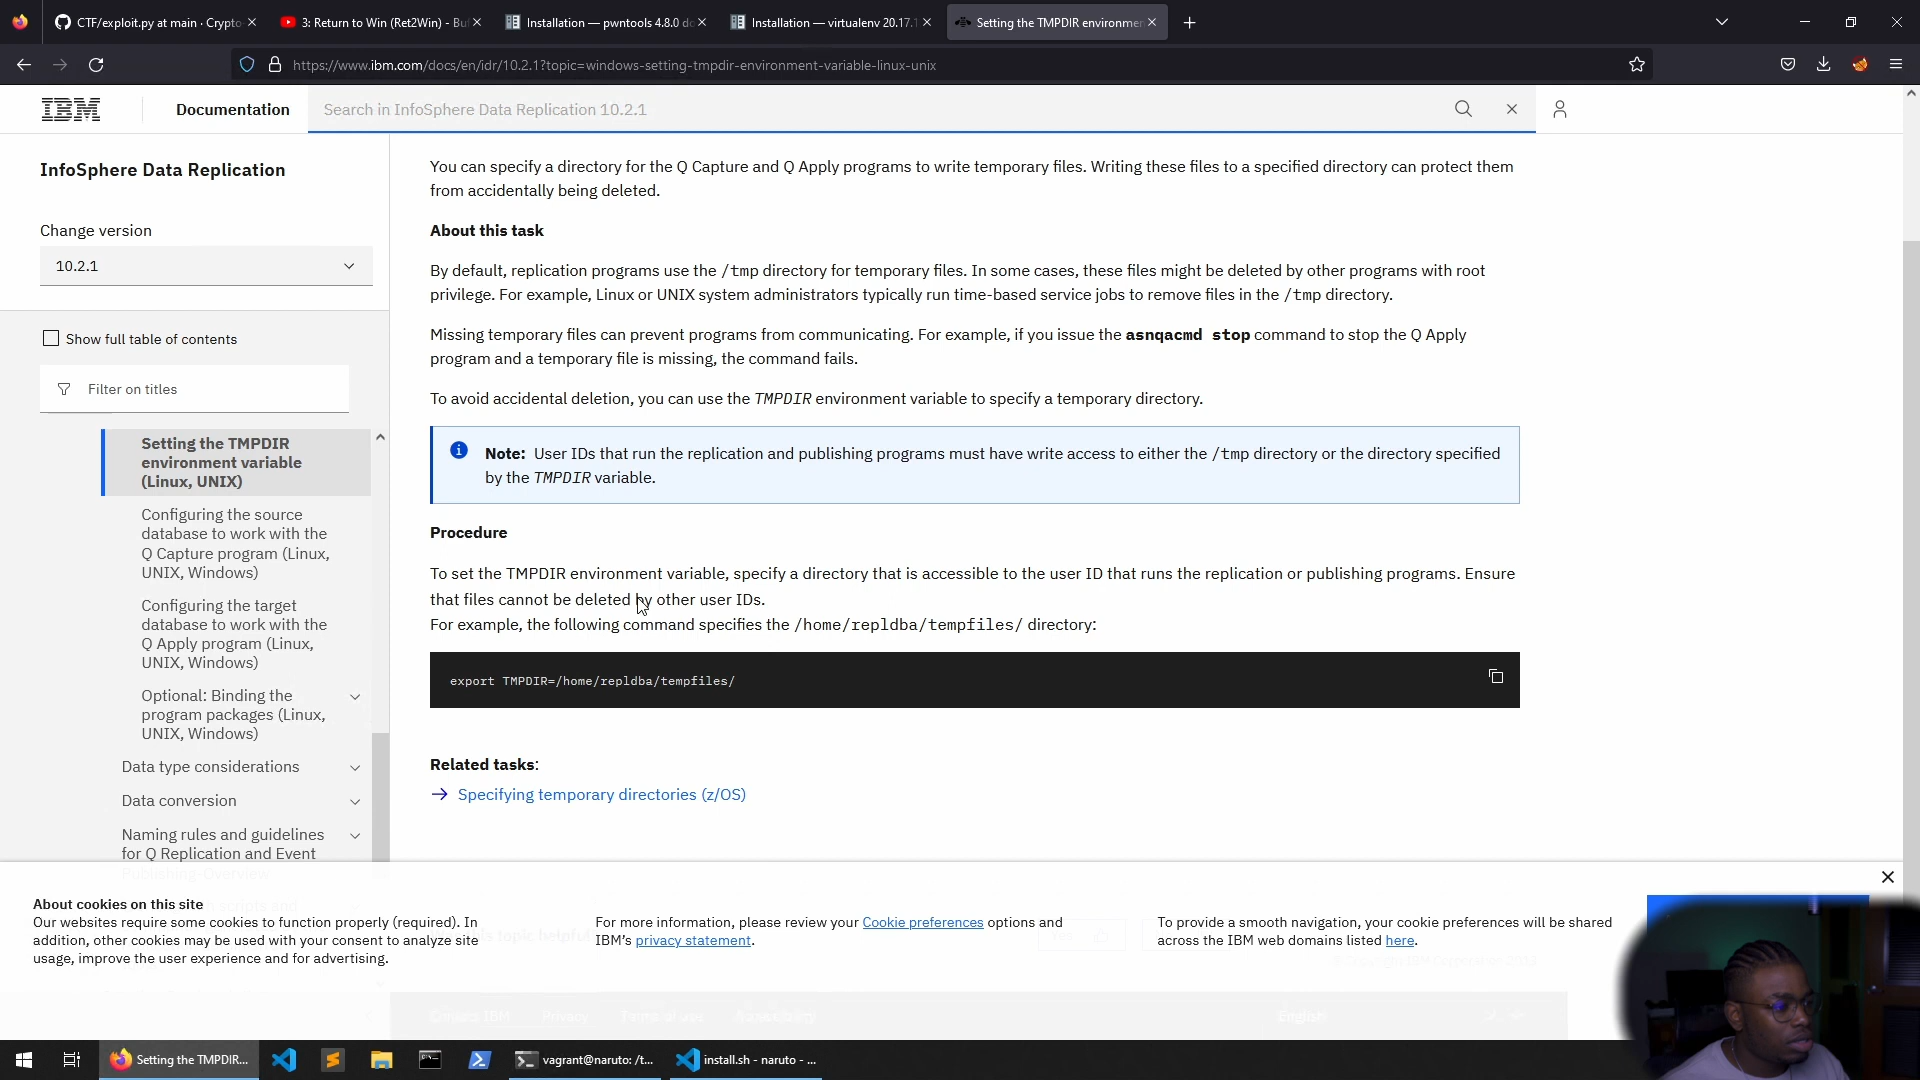 CTF/exploit.py at main · Crypto
3: Return to Win (Ret2Win) - Bu
Installation — pwntools 4.8.0 do
Installation — virtualenv 20.17.1
Setting the TMPDIR environmen
https://www.ibm.com/docs/en/idr/10.2.1?topic=windows-setting-tmpdir-environment-variable-linux-unix
IBM
Documentation
Search in InfoSphere Data Replication 10.2.1
InfoSphere Data Replication
Change version
10.2.1
Show full table of contents
Filter on titles
Setting the TMPDIR
environment variable
(Linux, UNIX)
Configuring the source
database to work with the
Q Capture program (Linux,
UNIX, Windows)
Configuring the target
database to work with the
Q Apply program (Linux,
UNIX, Windows)
Optional: Binding the
program packages (Linux,
UNIX, Windows)
Data type considerations
Data conversion
Naming rules and guidelines
for Q Replication and Event
Publishing-Overview
You can specify a directory for the Q Capture and Q Apply programs to write temporary files. Writing these files to a specified directory can protect them
from accidentally being deleted.
About this task
By default, replication programs use the /tmp directory for temporary files. In some cases, these files might be deleted by other programs with root
privilege. For example, Linux or UNIX system administrators typically run time-based service jobs to remove files in the /tmp directory.
Missing temporary files can prevent programs from communicating. For example, if you issue the asnqacmd stop command to stop the Q Apply
program and a temporary file is missing, the command fails.
To avoid accidental deletion, you can use the TMPDIR environment variable to specify a temporary directory.
Note: User IDs that run the replication and publishing programs must have write access to either the /tmp directory or the directory specified
by the TMPDIR variable.
Procedure
To set the TMPDIR environment variable, specify a directory that is accessible to the user ID that runs the replication or publishing programs. Ensure
that files cannot be deleted by other user IDs.
For example, the following command specifies the /home/repldba/tempfiles/ directory:
export TMPDIR=/home/repldba/tempfiles/
Related tasks:
Specifying temporary directories (z/OS)
About cookies on this site
Our websites require some cookies to function properly (required). In
addition, other cookies may be used with your consent to analyze site
usage, improve the user experience and for advertising.
For more information, please review your Cookie preferences options and
IBM's privacy statement.
To provide a smooth navigation, your cookie preferences will be shared
across the IBM web domains listed here.
Contact IBM Privacy Terms of use Accessibility
English
Setting the TMPDIR...
vagrant@naruto: /t...
install.sh - naruto - ...